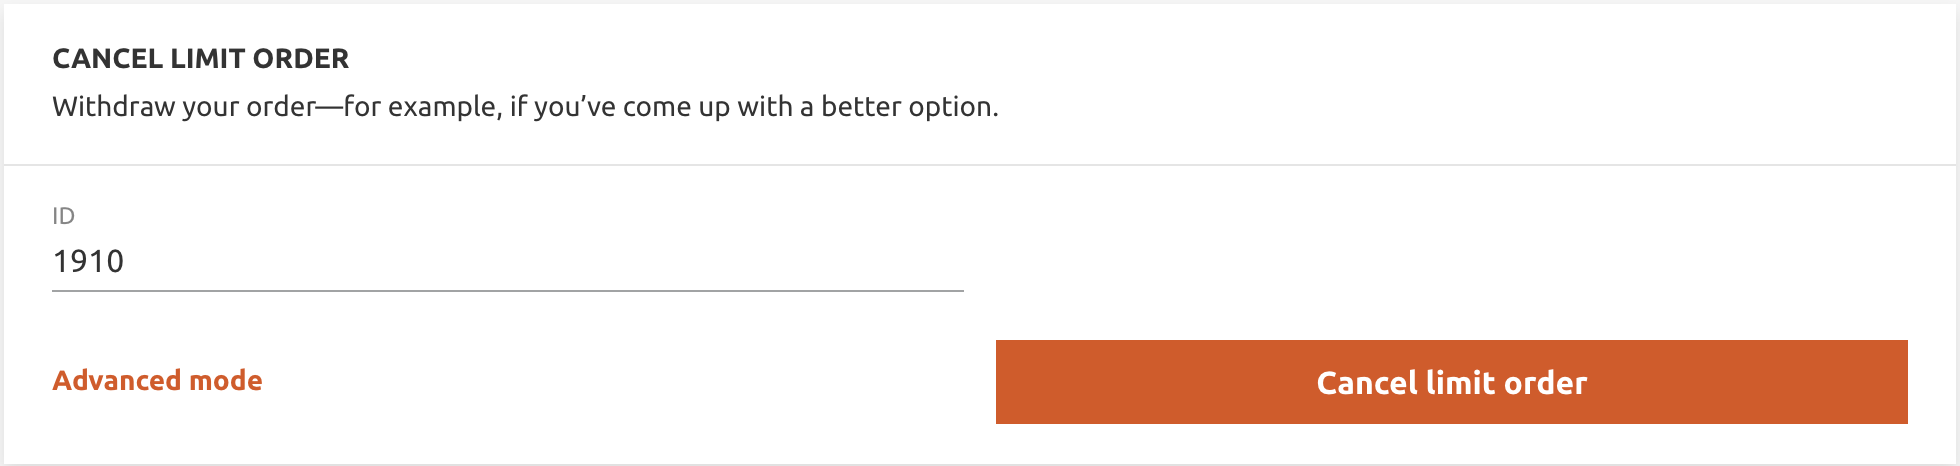 CANCEL LIMIT ORDER
Withdraw your order—for example, if you’ve come up with a better option.
ID
1910
Advanced mode
Cancel limit order